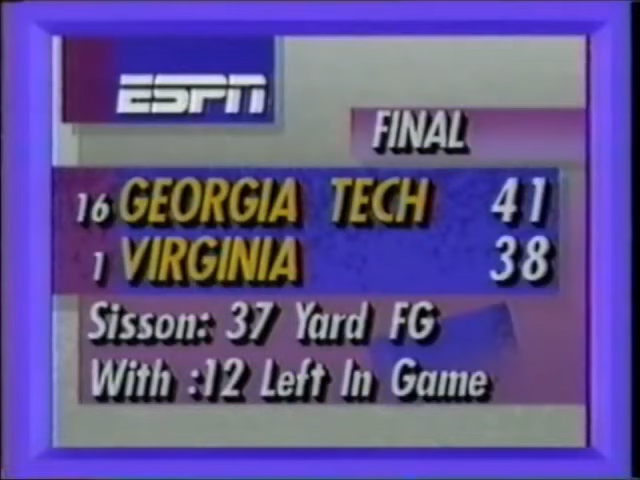 ESPN
FINAL
16 GEORGIA TECH 41
1 VIRGINIA 38
Sisson: 37 Yard FG
With :12 Left In Game